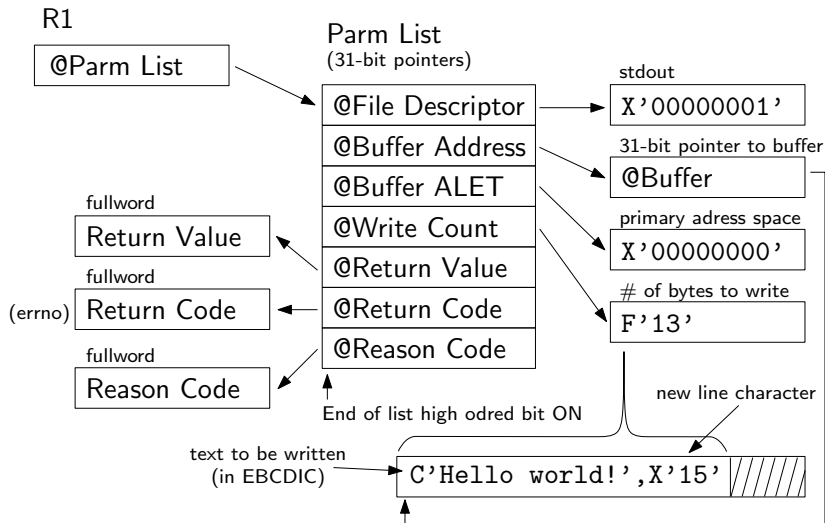 R1
@Parm List
Parm List
(31-bit pointers)
@File Descriptor
@Buffer Address
@Buffer ALET
@Write Count
@Return Value
@Return Code
@Reason Code
End of list high odred bit ON
stdout
X'00000001'
31-bit pointer to buffer
@Buffer
primary adress space
X'00000000'
# of bytes to write
F'13'
fullword
Return Value
fullword
(errno) Return Code
fullword
Reason Code
new line character
text to be written
(in EBCDIC)
C'Hello world!',X'15'